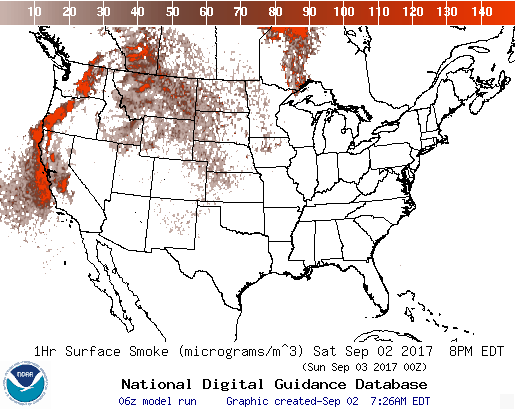 10 20 30 40 50 60 70 80 90 100 110 120 130 140
1Hr Surface Smoke (micrograms/m^3) Sat Sep 02 2017 8PM EDT
(Sun Sep 03 2017 00Z)
NOAA
National Digital Guidance Database
06z model run Graphic created-Sep 02 7:26AM EDT